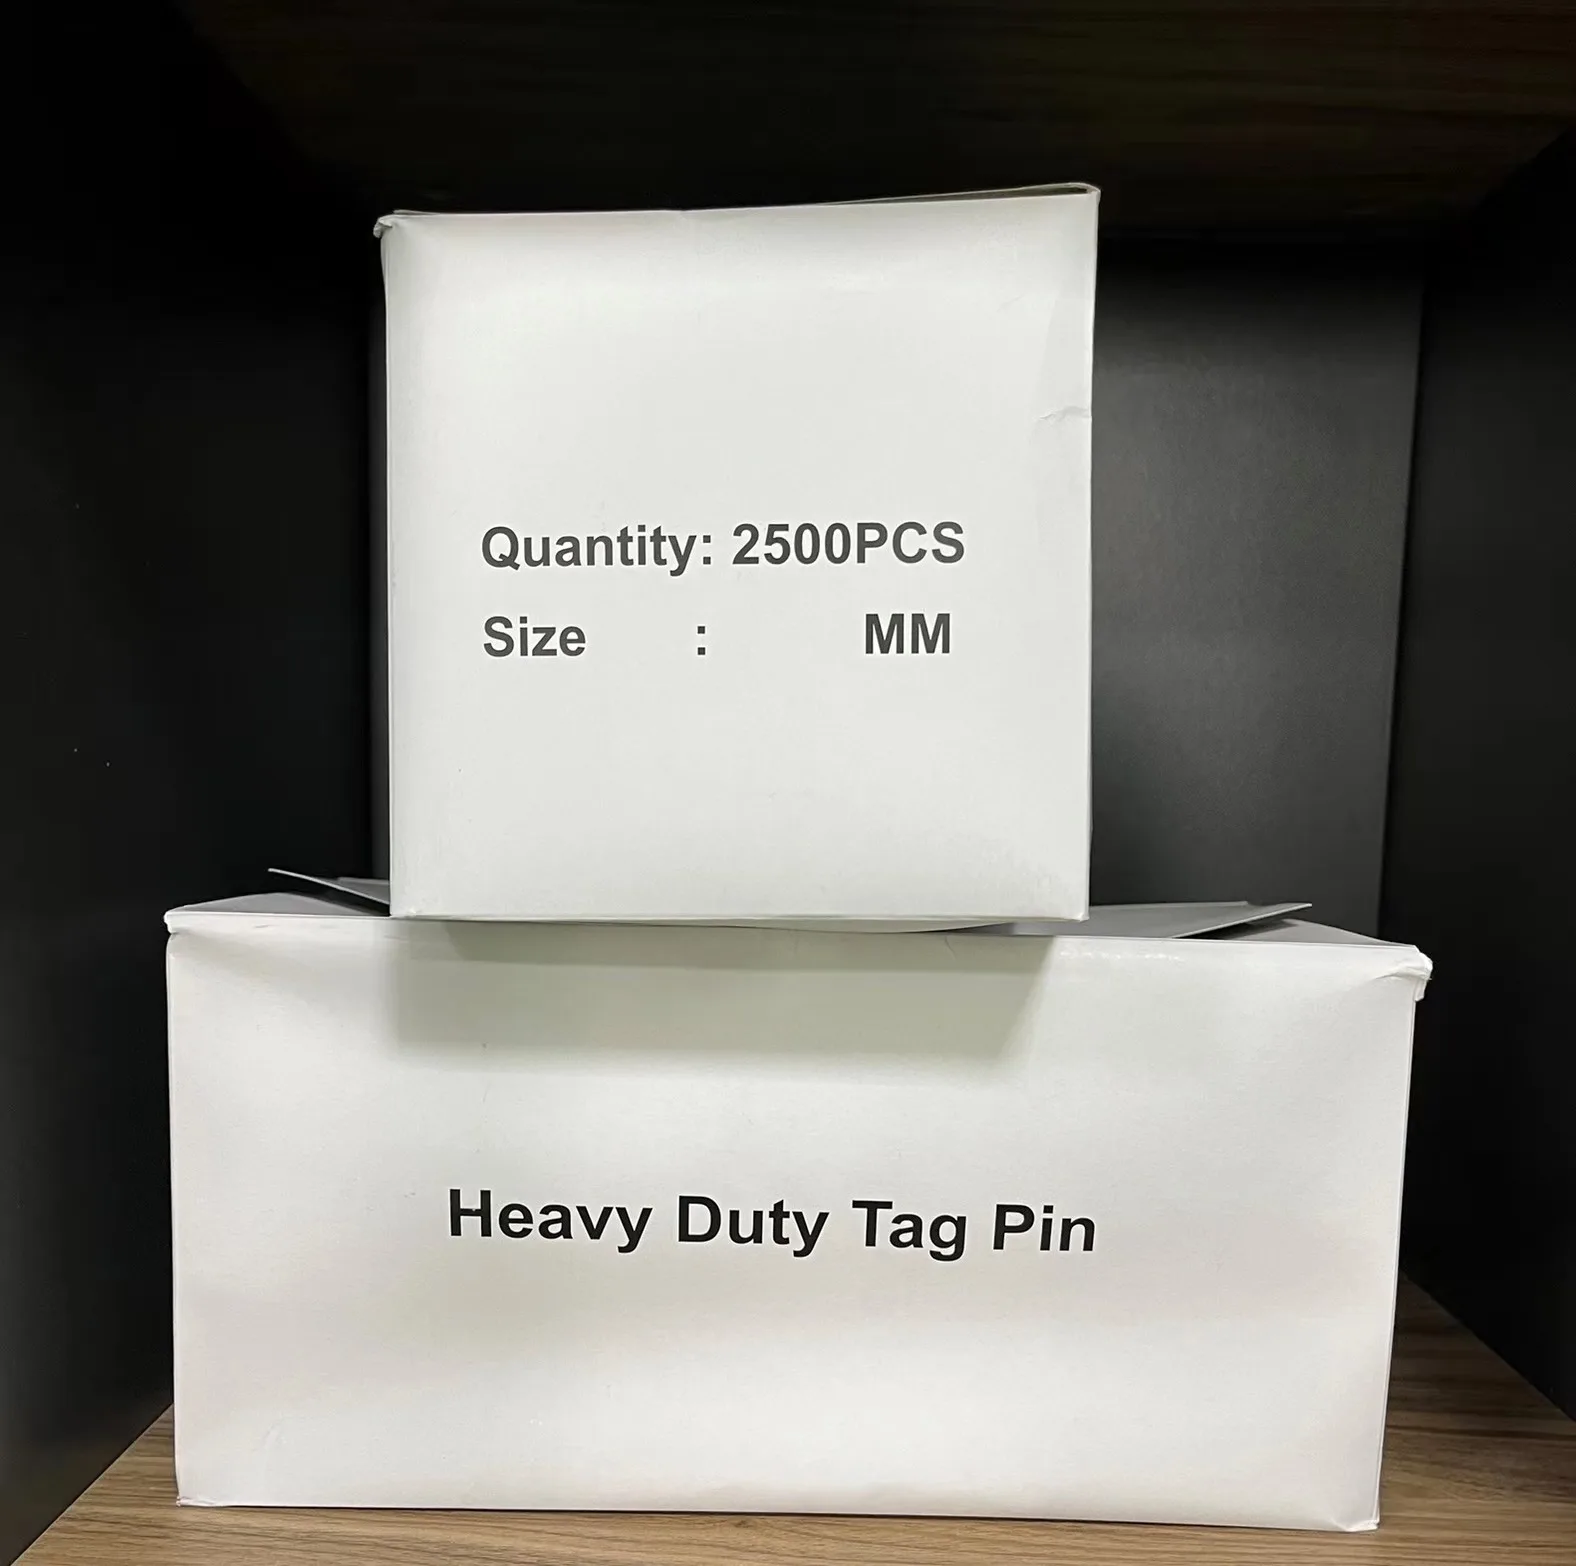 Quantity: 2500PCS
Size : MM
Heavy Duty Tag Pin